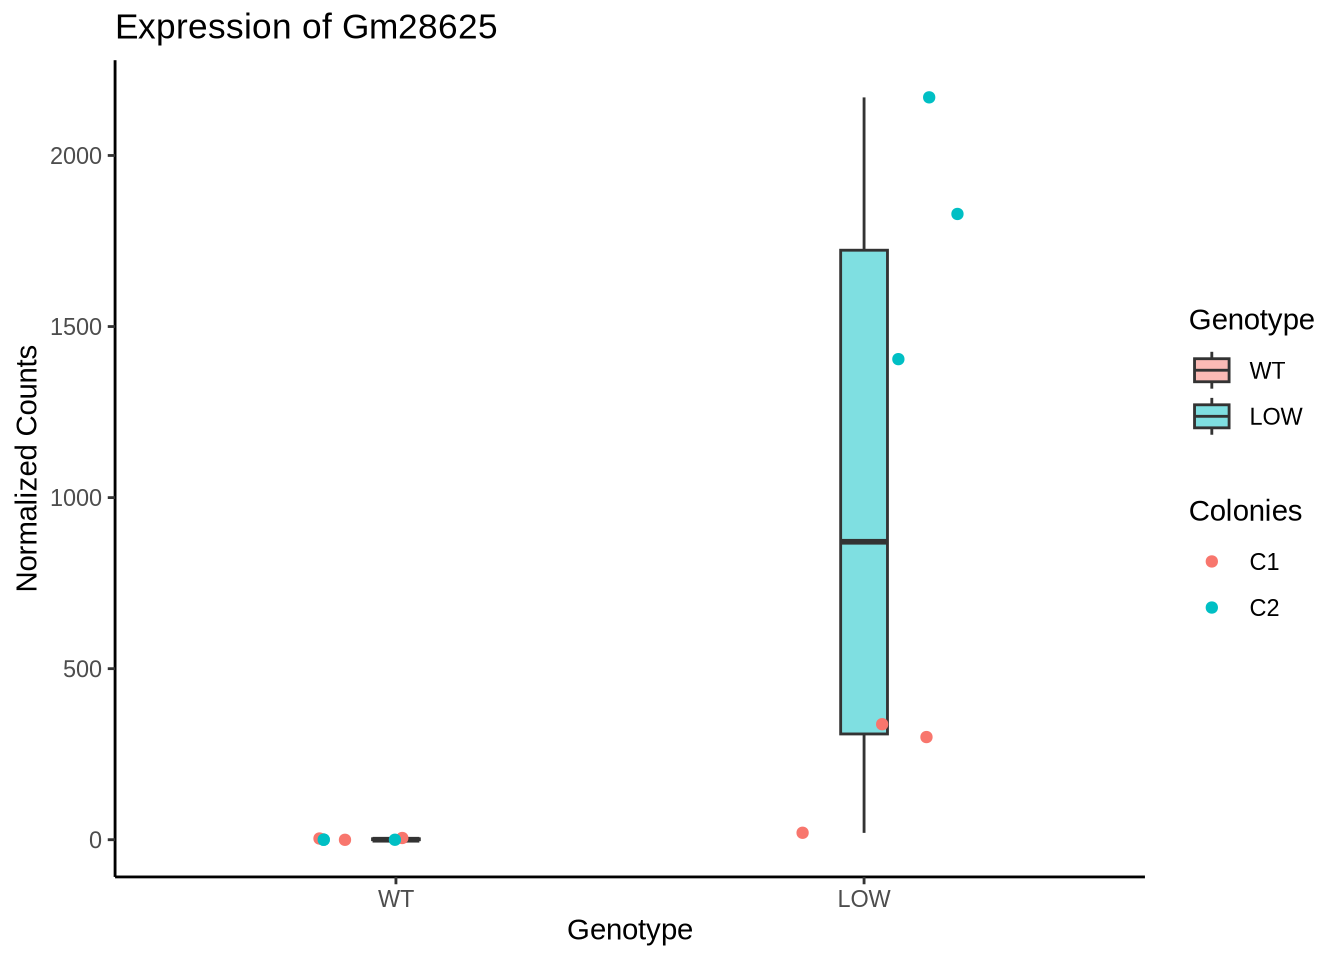 Expression of Gm28625
Normalized Counts
2000
1500
1000
500
0
WT
LOW
Genotype
Genotype
WT
LOW
Colonies
C1
C2